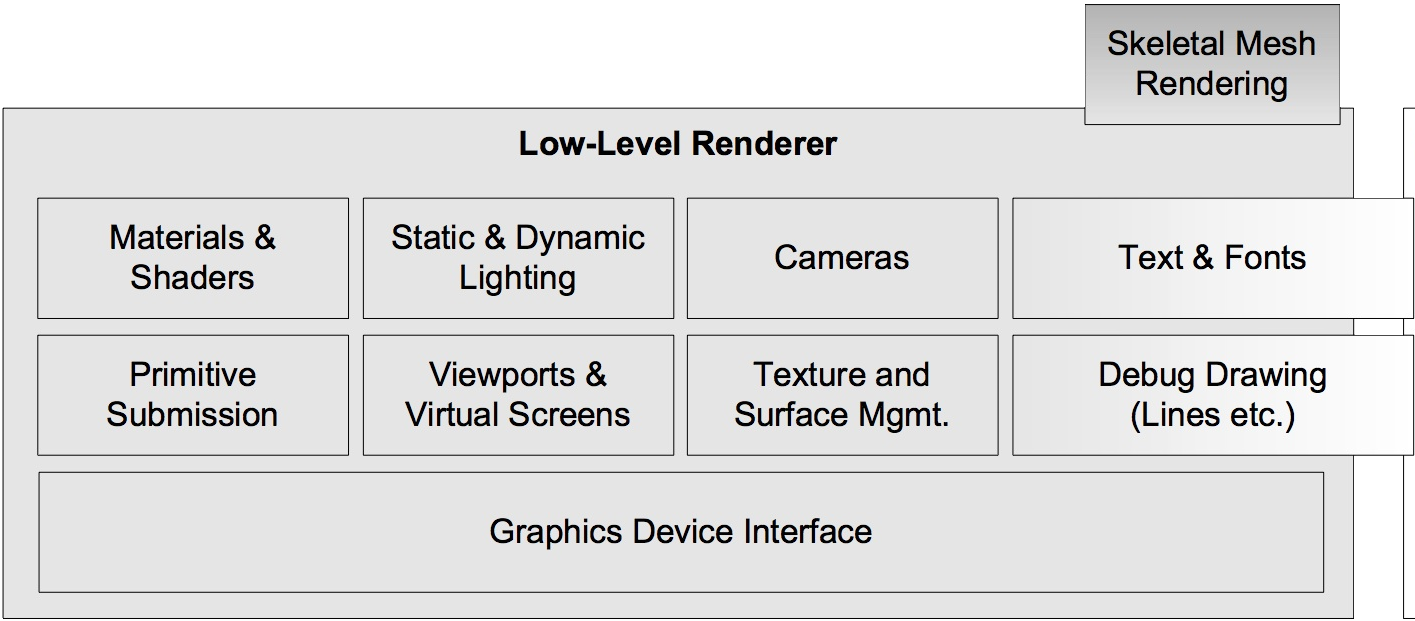 Skeletal Mesh
Rendering
Low-Level Renderer
Materials &
Shaders
Static & Dynamic
Lighting
Cameras
Text & Fonts
Primitive
Submission
Viewports &
Virtual Screens
Texture and
Surface Mgmt.
Debug Drawing
(Lines etc.)
Graphics Device Interface